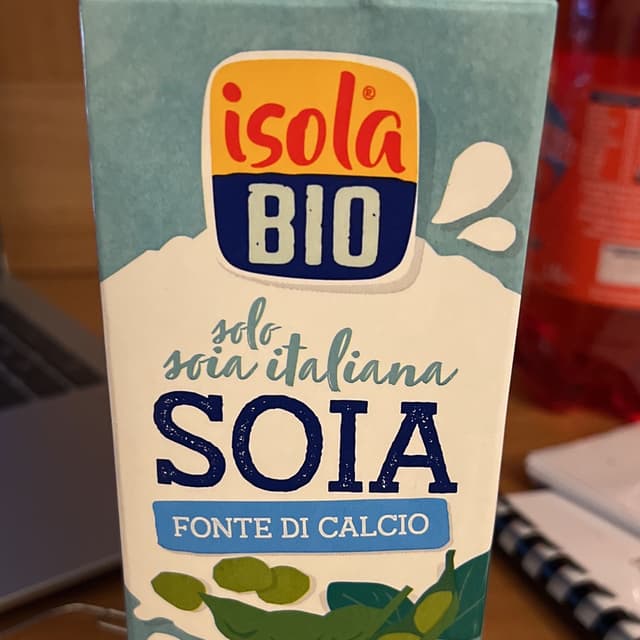 isola®
BIO
solo
soia italiana
SOIA
FONTE DI CALCIO